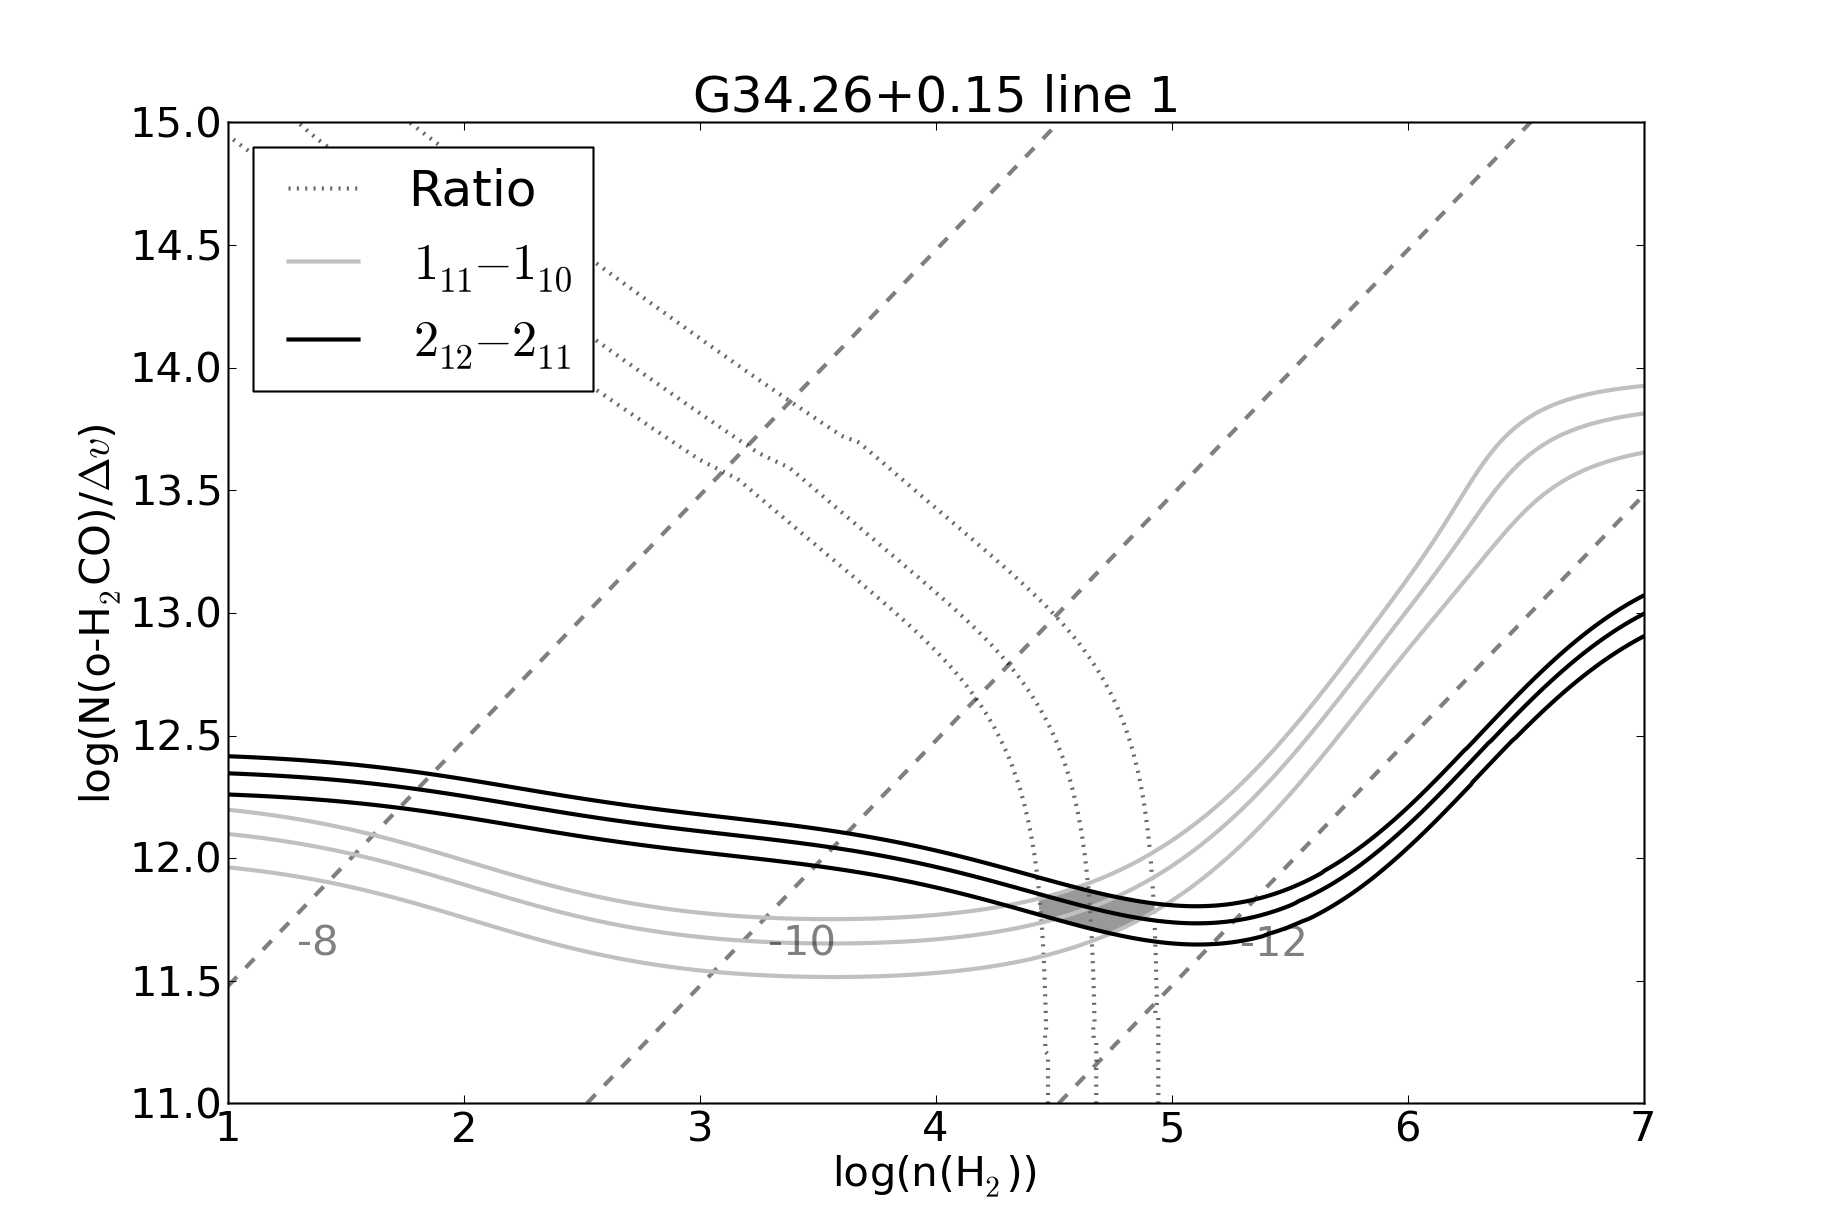 G34.26+0.15 line 1
15.0
14.5
14.0
13.5
13.0
12.5
12.0
11.5
11.0
log(N(o-H₂CO)/Δv)
Ratio
1₁₁−1₁₀
2₁₂−2₁₁
-8
-10
-12
1 2 3 4 5 6 7
log(n(H₂))